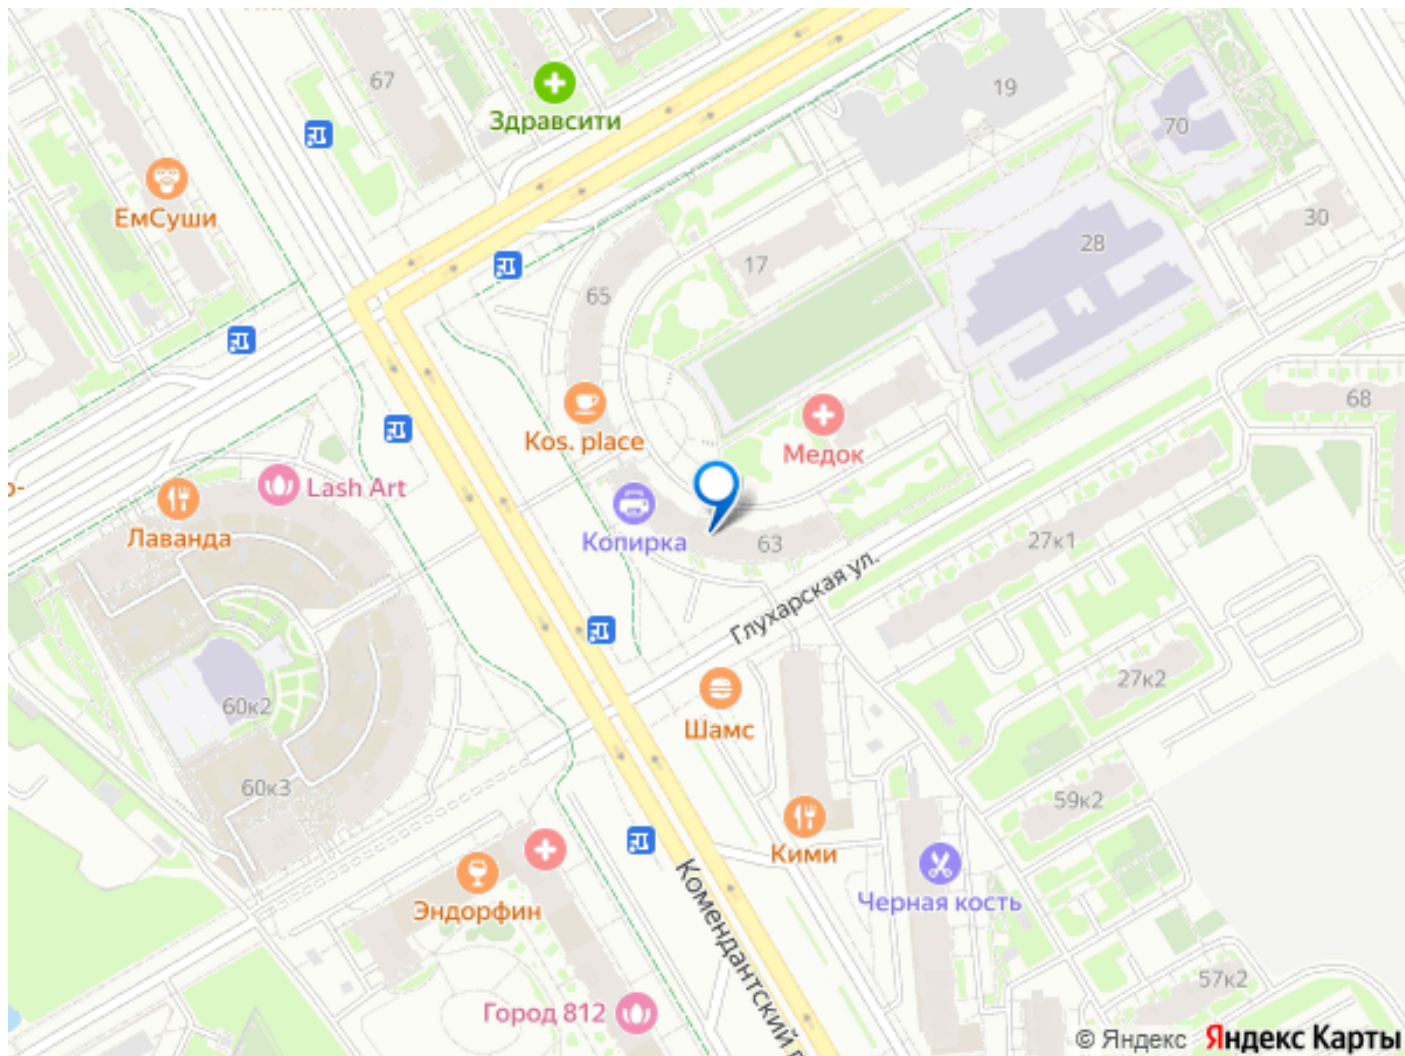 67
Здравсити
19
70
ЕмСуши
30
28
17
65
68
Kos. place
Медок
Lash Art
Лаванда
Копирка
63
27к1
Глухарская ул.
27к2
60к2
Шамс
60к3
59к2
Кими
Эндорфин
Черная кость
Комендантский п
57к2
Город 812
© Яндекс Яндекс Карты